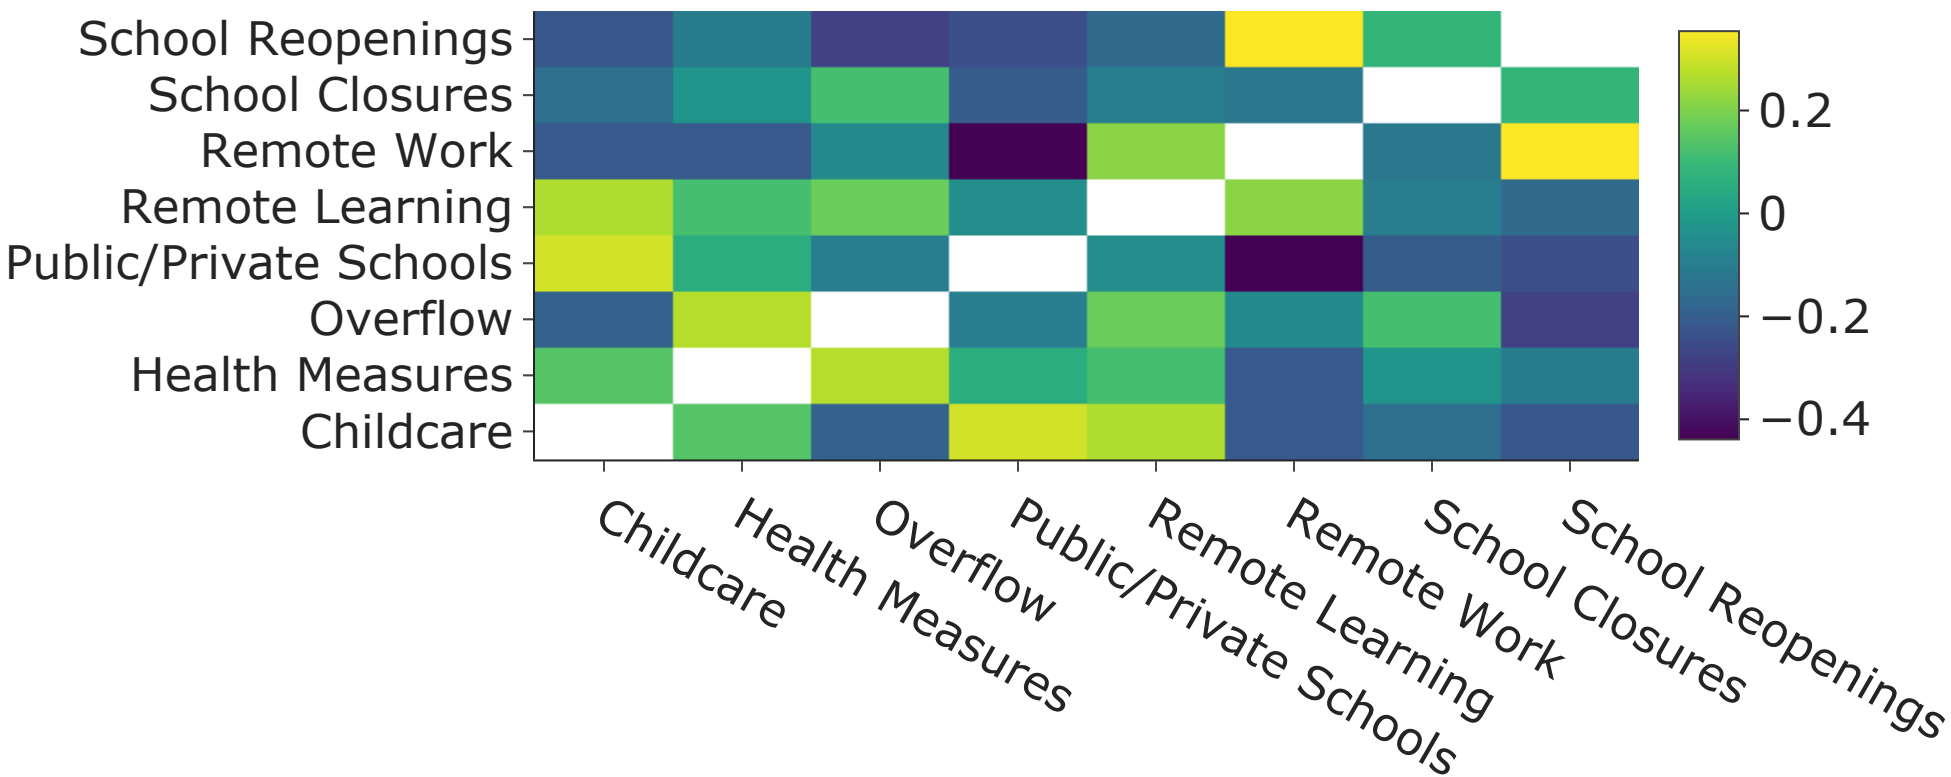 School Reopenings
School Closures
Remote Work
Remote Learning
Public/Private Schools
Overflow
Health Measures
Childcare
0.2
0
−0.2
−0.4
Childcare
Health Measures
Overflow
Public/Private Schools
Remote Learning
Remote Work
School Closures
School Reopenings